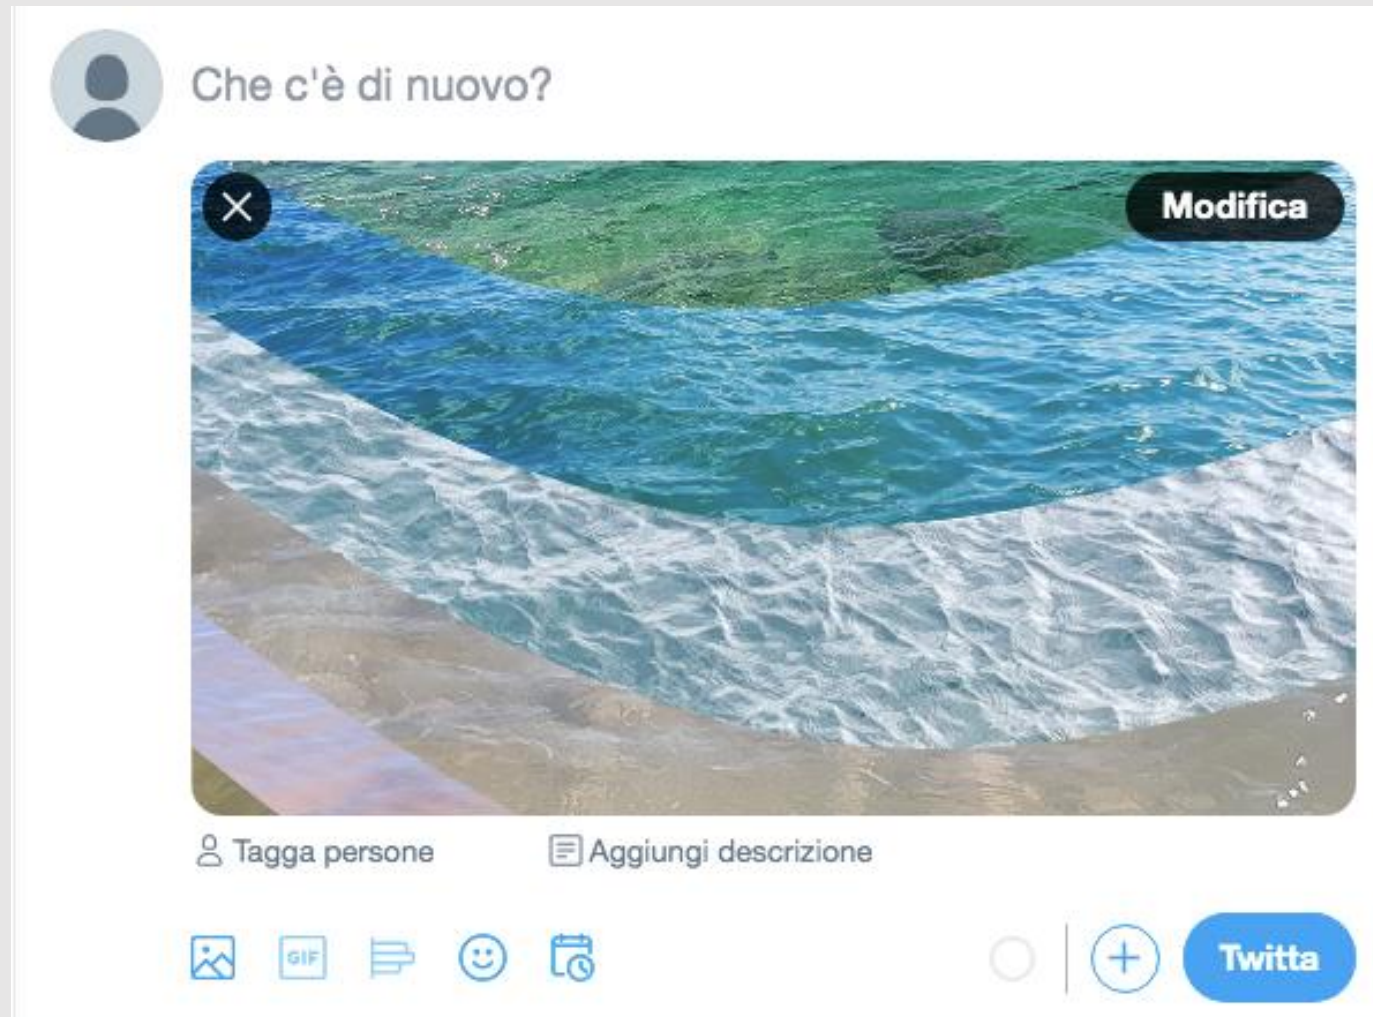 Che c'è di nuovo?
Modifica
Tagga persone
Aggiungi descrizione
GIF
Twitta